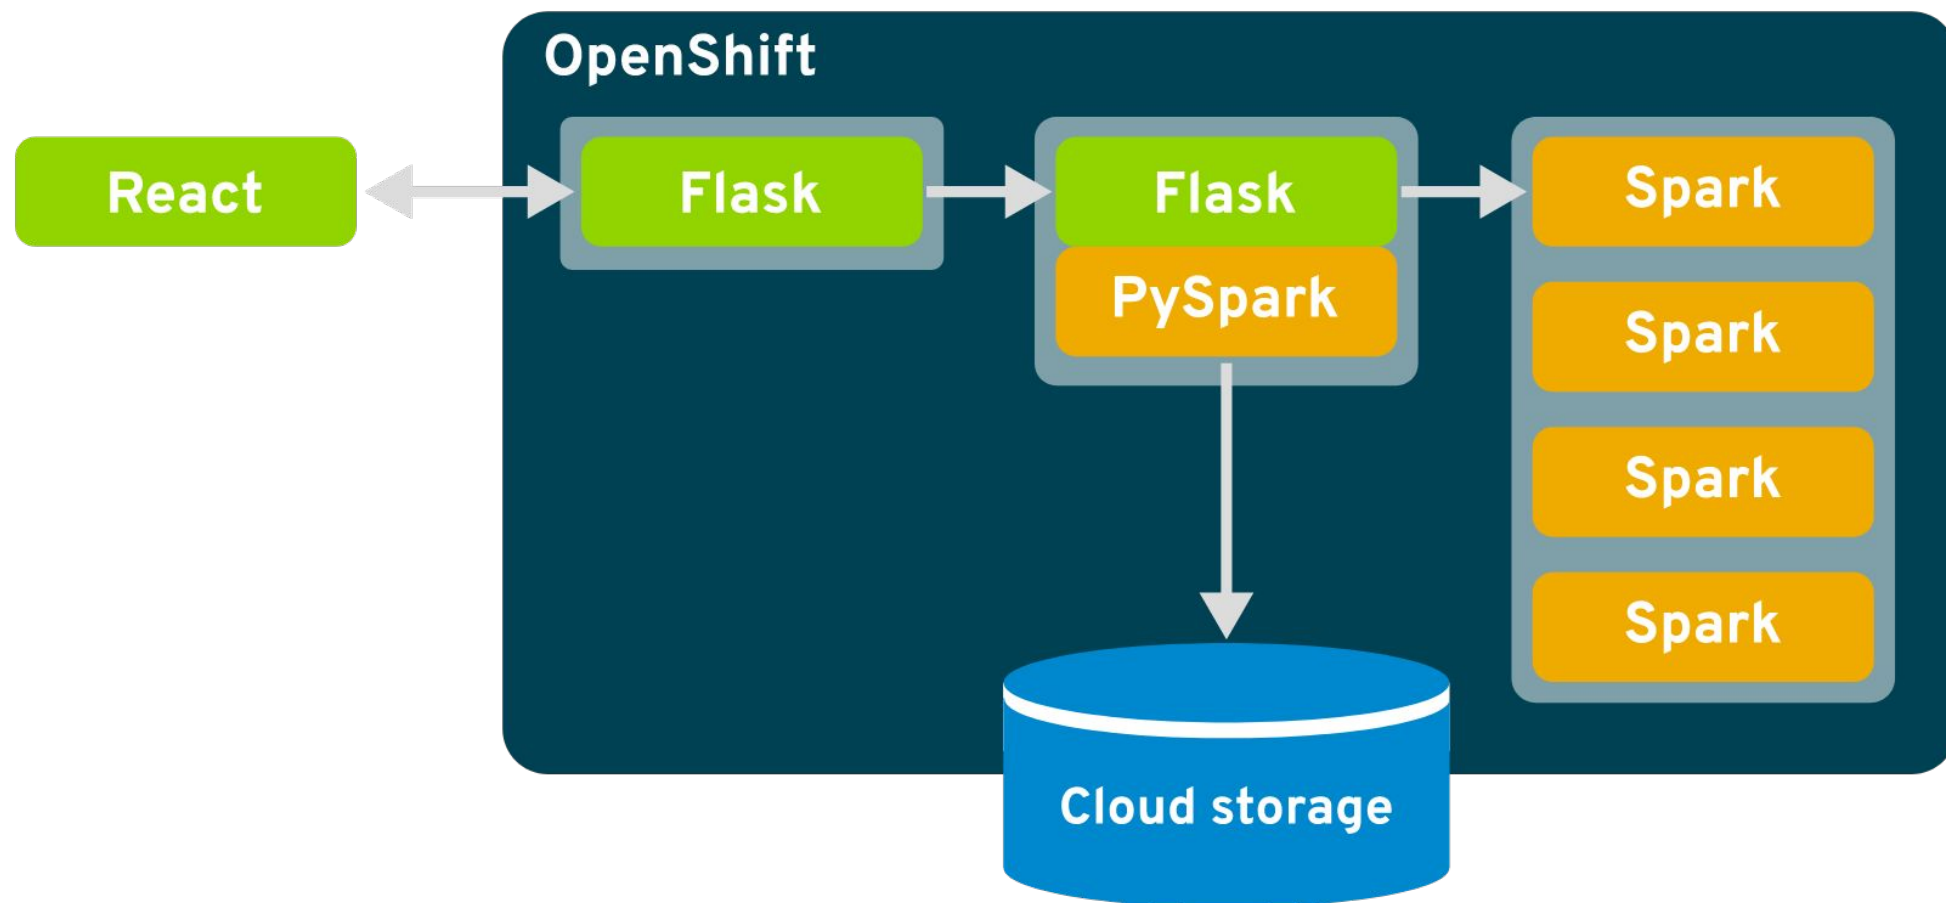 OpenShift
React
Flask
Flask
PySpark
Spark
Spark
Spark
Spark
Cloud storage